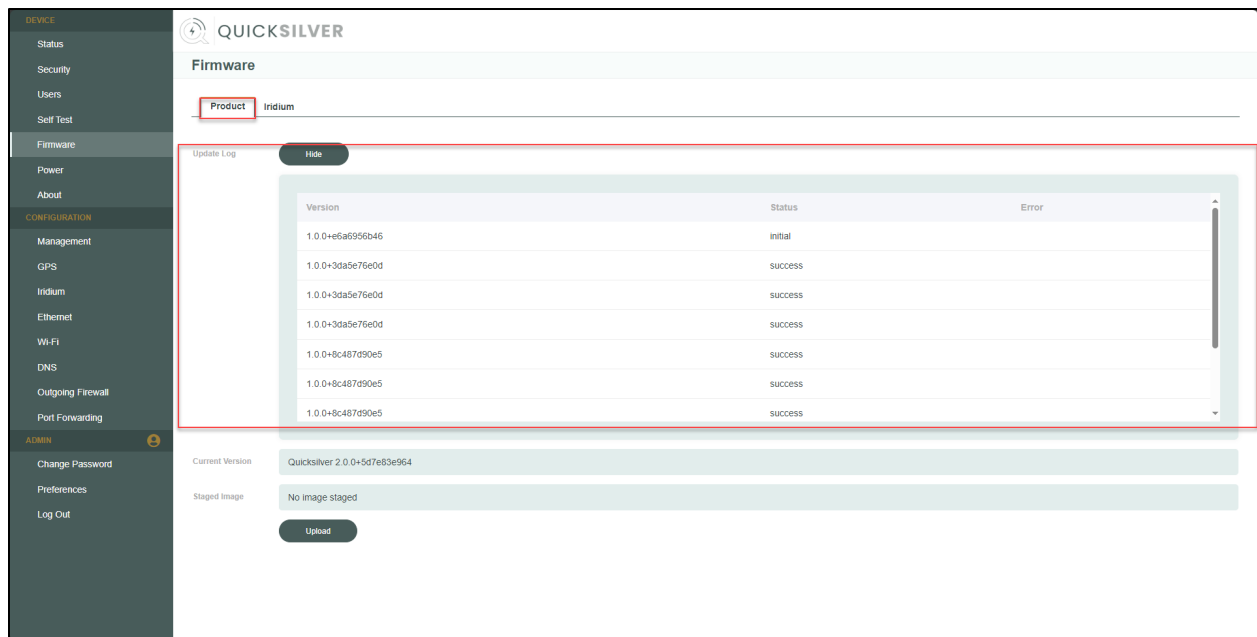 DEVICE
Status
Security
Users
Self Test
Firmware
Power
About
CONFIGURATION
Management
GPS
Iridium
Ethernet
Wi-Fi
DNS
Outgoing Firewall
Port Forwarding
ADMIN
Change Password
Preferences
Log Out
QUICKSILVER
Firmware
Product Iridium
Update Log Hide
Version Status Error
1.0.0+e6a6956b46 initial
1.0.0+3da5e76e0d success
1.0.0+3da5e76e0d success
1.0.0+3da5e76e0d success
1.0.0+8c487d90e5 success
1.0.0+8c487d90e5 success
1.0.0+8c487d90e5 success
Current Version Quicksilver 2.0.0+5d7e83e964
Staged Image No image staged
Upload